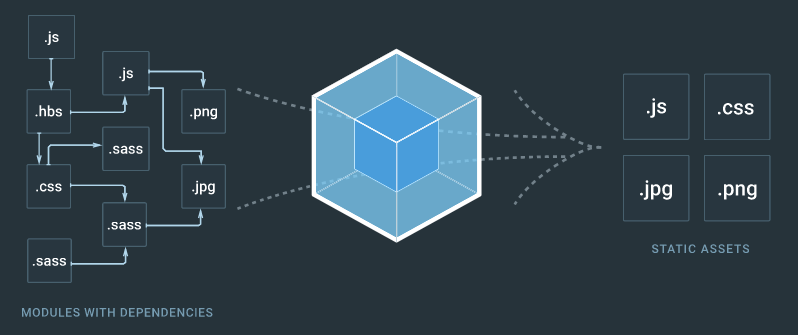 .js
.js
.hbs
.png
.sass
.css
.jpg
.sass
.sass
MODULES WITH DEPENDENCIES
.js
.css
.jpg
.png
STATIC ASSETS